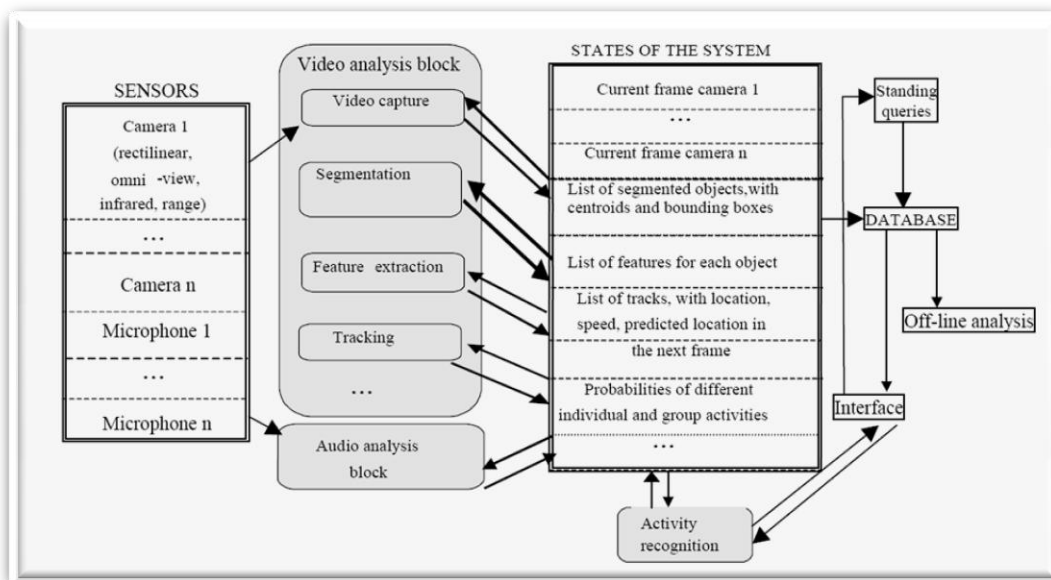 SENSORS
Camera 1
(rectilinear,
omni -view,
infrared, range)
...
Camera n
Microphone 1
...
Microphone n
Video analysis block
Video capture
Segmentation
Feature extraction
Tracking
...
Audio analysis
block
STATES OF THE SYSTEM
Current frame camera 1
...
Current frame camera n
List of segmented objects,with
centroids and bounding boxes
List of features for each object
List of tracks, with location,
speed, predicted location in
the next frame
Probabilities of different
individual and group activities
...
Activity
recognition
Standing
queries
DATABASE
Off-line analysis
Interface